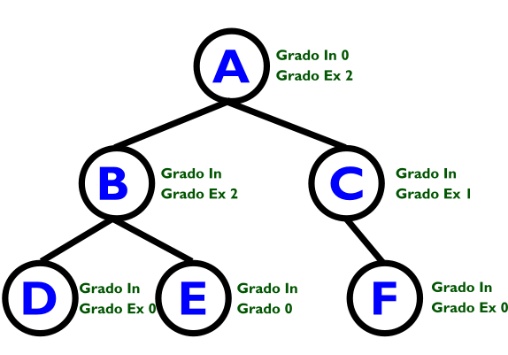 A
Grado In 0
Grado Ex 2
B
Grado In
Grado Ex 2
C
Grado In
Grado Ex 1
D
Grado In
Grado Ex 0
E
Grado In
Grado 0
F
Grado In
Grado Ex 0